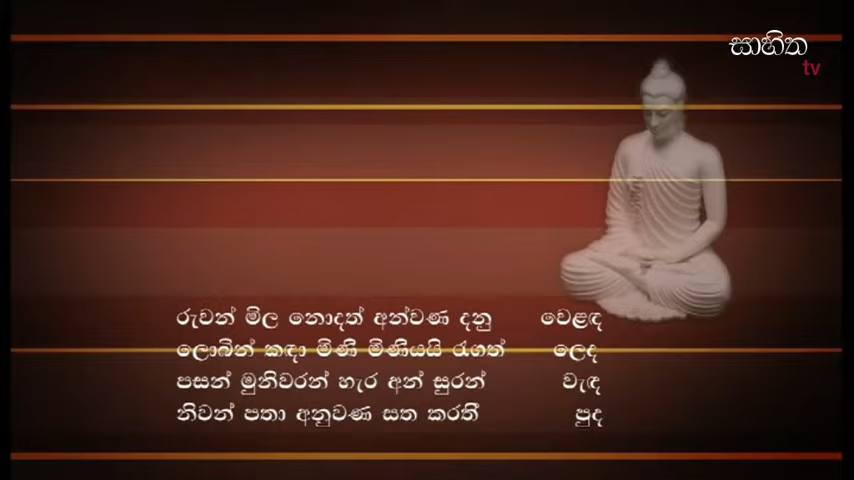 සාහිත
tv
රුවන් මිල නොදත් අන්වණ දනු වෙළඳ
ලොබින් කඳා මිණි මිණියයි රැගත් ලෙද
පසන් මුනිවරන් හැර අන් සුරන් වැඳ
නිවන් පතා අනුවණ සත කරතී පුද